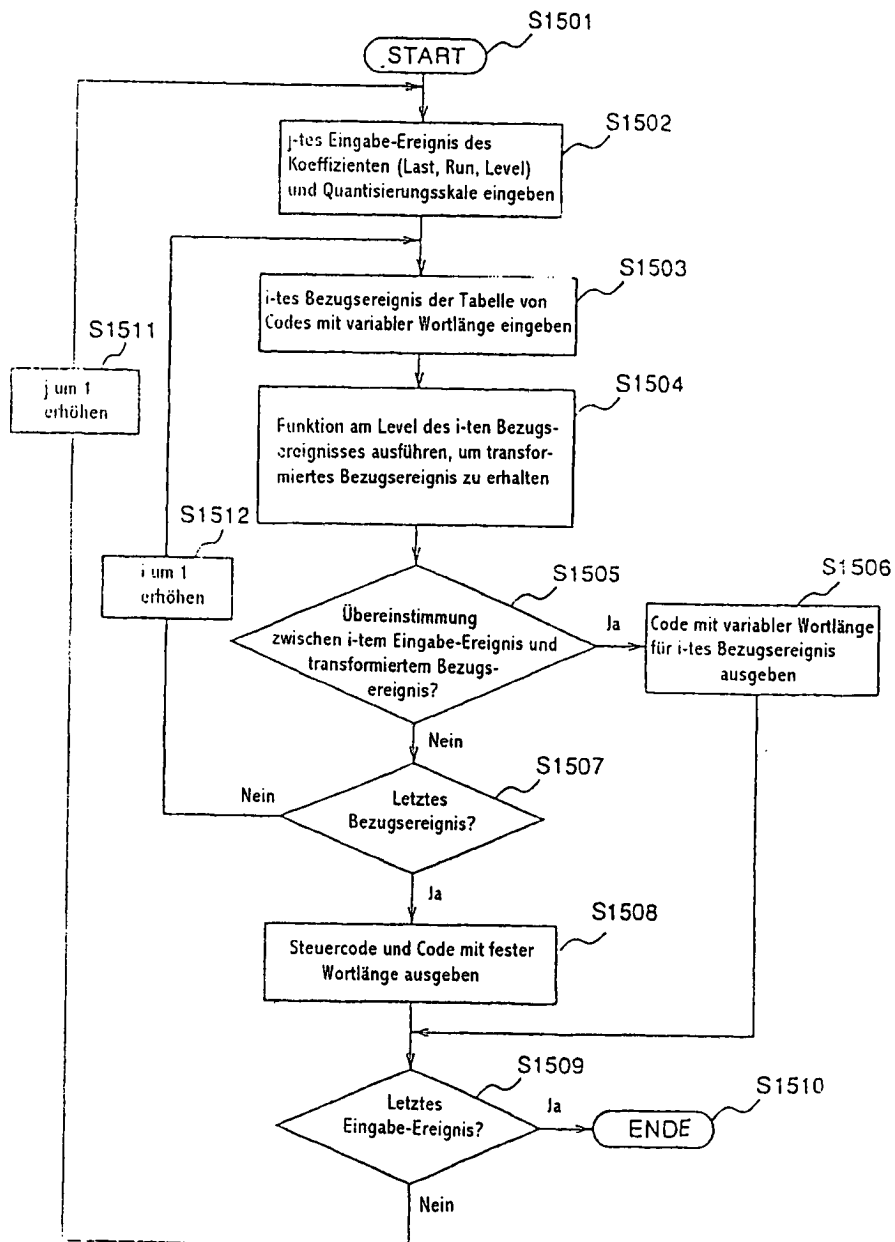 S1501
START
S1502
j-tes Eingabe-Ereignis des
Koeffizienten (Last, Run, Level)
und Quantisierungsskale eingeben
S1503
i-tes Bezugsereignis der Tabelle von
Codes mit variabler Wortlänge eingeben
S1511
j um 1
erhöhen
S1504
Funktion am Level des i-ten Bezugs-
ereignisses ausführen, um transfor-
miertes Bezugsereignis zu erhalten
S1512
i um 1
erhöhen
S1505
Übereinstimmung
zwischen i-tem Eingabe-Ereignis und
transformiertem Bezugs-
ereignis?
Ja
S1506
Code mit variabler Wortlänge
für i-tes Bezugsereignis
ausgeben
Nein
S1507
Nein
Letztes
Bezugsereignis?
Ja
S1508
Steuercode und Code mit fester
Wortlänge ausgeben
S1509
Letztes
Eingabe-Ereignis?
Ja
S1510
ENDE
Nein